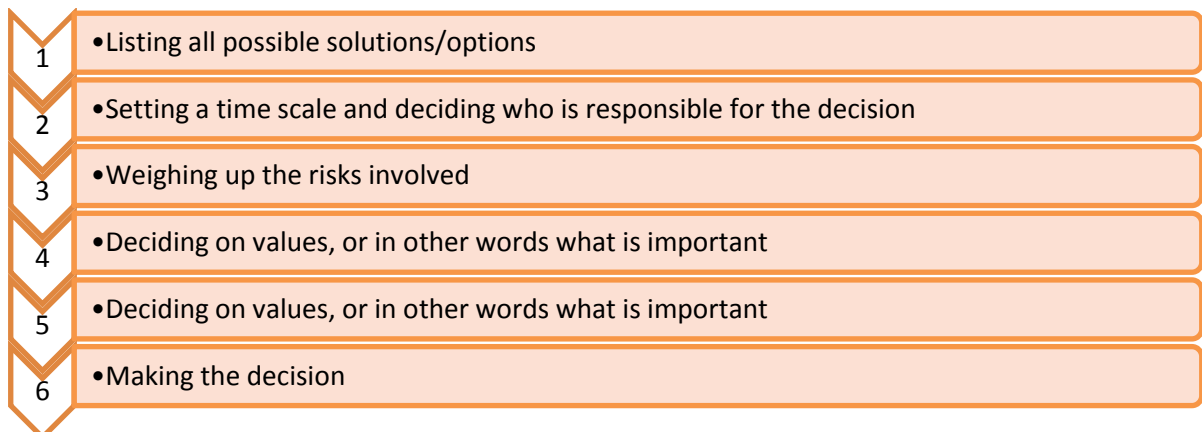 1
•Listing all possible solutions/options
2
•Setting a time scale and deciding who is responsible for the decision
3
•Weighing up the risks involved
4
•Deciding on values, or in other words what is important
5
•Deciding on values, or in other words what is important
6
•Making the decision